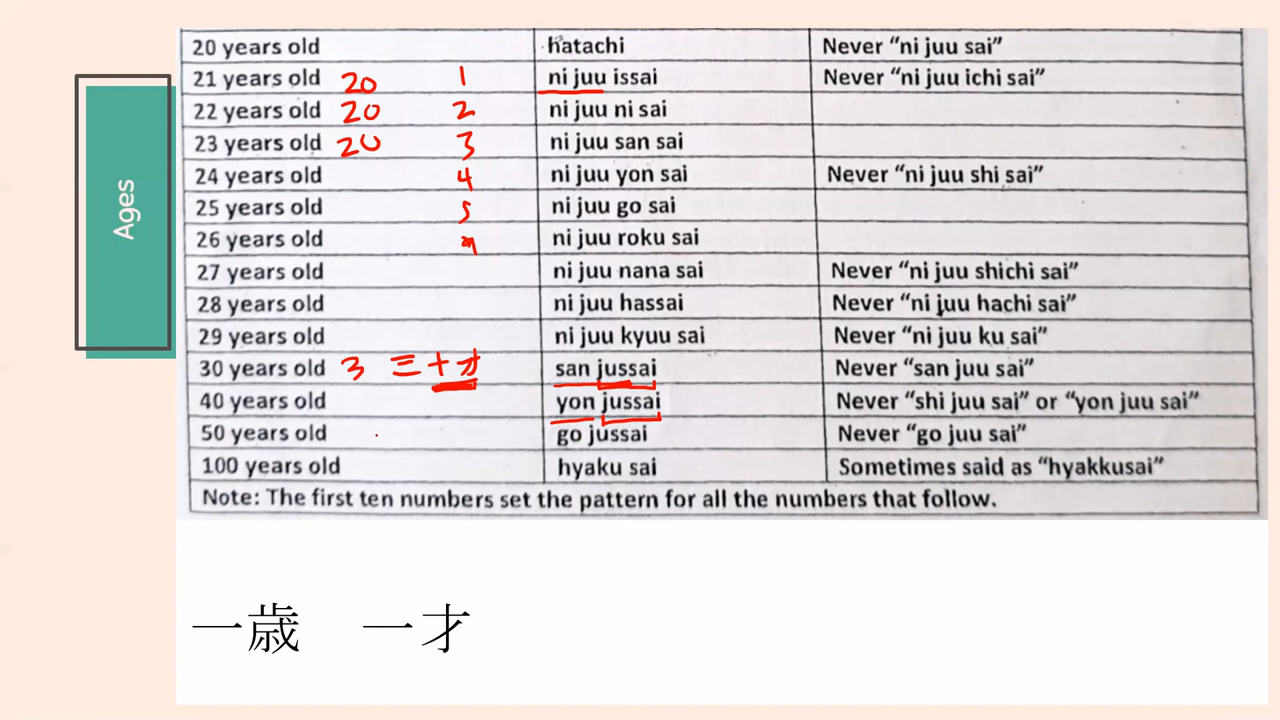 Ages
20 years old hatachi Never “ni juu sai”
21 years old 20 1 ni juu issai Never “ni juu ichi sai”
22 years old 20 2 ni juu ni sai
23 years old 20 3 ni juu san sai
24 years old 4 ni juu yon sai Never “ni juu shi sai”
25 years old 5 ni juu go sai
26 years old ni juu roku sai
27 years old ni juu nana sai Never “ni juu shichi sai”
28 years old ni juu hassai Never “ni juu hachi sai”
29 years old ni juu kyuu sai Never “ni juu ku sai”
30 years old 3 三十才 san jussai Never “san juu sai”
40 years old yon jussai Never “shi juu sai” or “yon juu sai”
50 years old go jussai Never “go juu sai”
100 years old hyaku sai Sometimes said as “hyakkusai”
Note: The first ten numbers set the pattern for all the numbers that follow.
一歳 一才